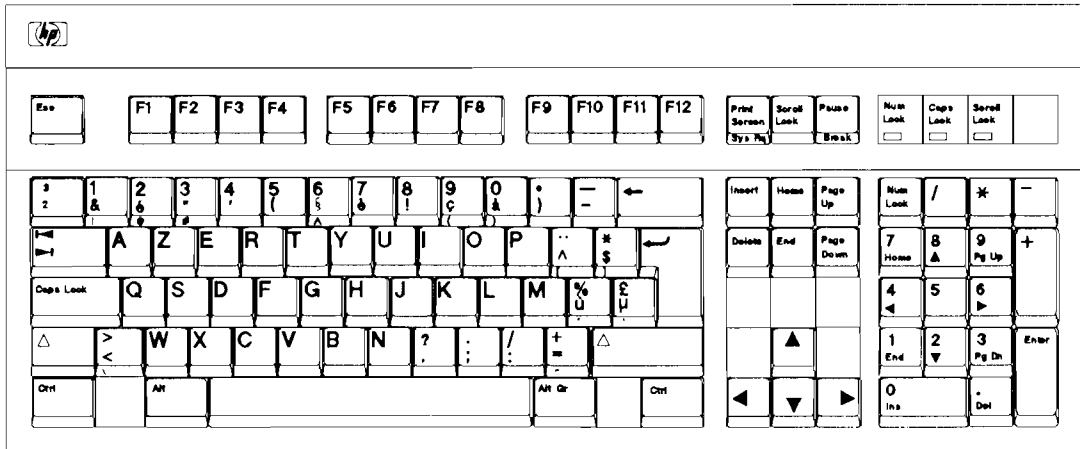 hp
Esc F1 F2 F3 F4 F5 F6 F7 F8 F9 F10 F11 F12 Print Screen Sys Rq Scroll Lock Pause Break Num Lock Caps Lock Scroll Lock
3 2 1 & 2 é 3 " # 4 ' 5 ( 6 § ^ 7 è 8 ! 9 ç { 0 à } ° ) — - ← Insert Home Page Up Num Lock / * -
A Z E R T Y U I O P ¨ ^ * $ Delete End Page Down 7 Home 8 ▲ 9 Pg Up +
Caps Lock Q S D F G H J K L M % ù £ µ 4 ◀ 5 6 ▶
△ > < \ W X C V B N ? , . ; / : + = △ ▲ 1 End 2 ▼ 3 Pg Dn Enter
Ctrl Alt Alt Gr Ctrl ◀ ▼ ▶ 0 Ins . Del